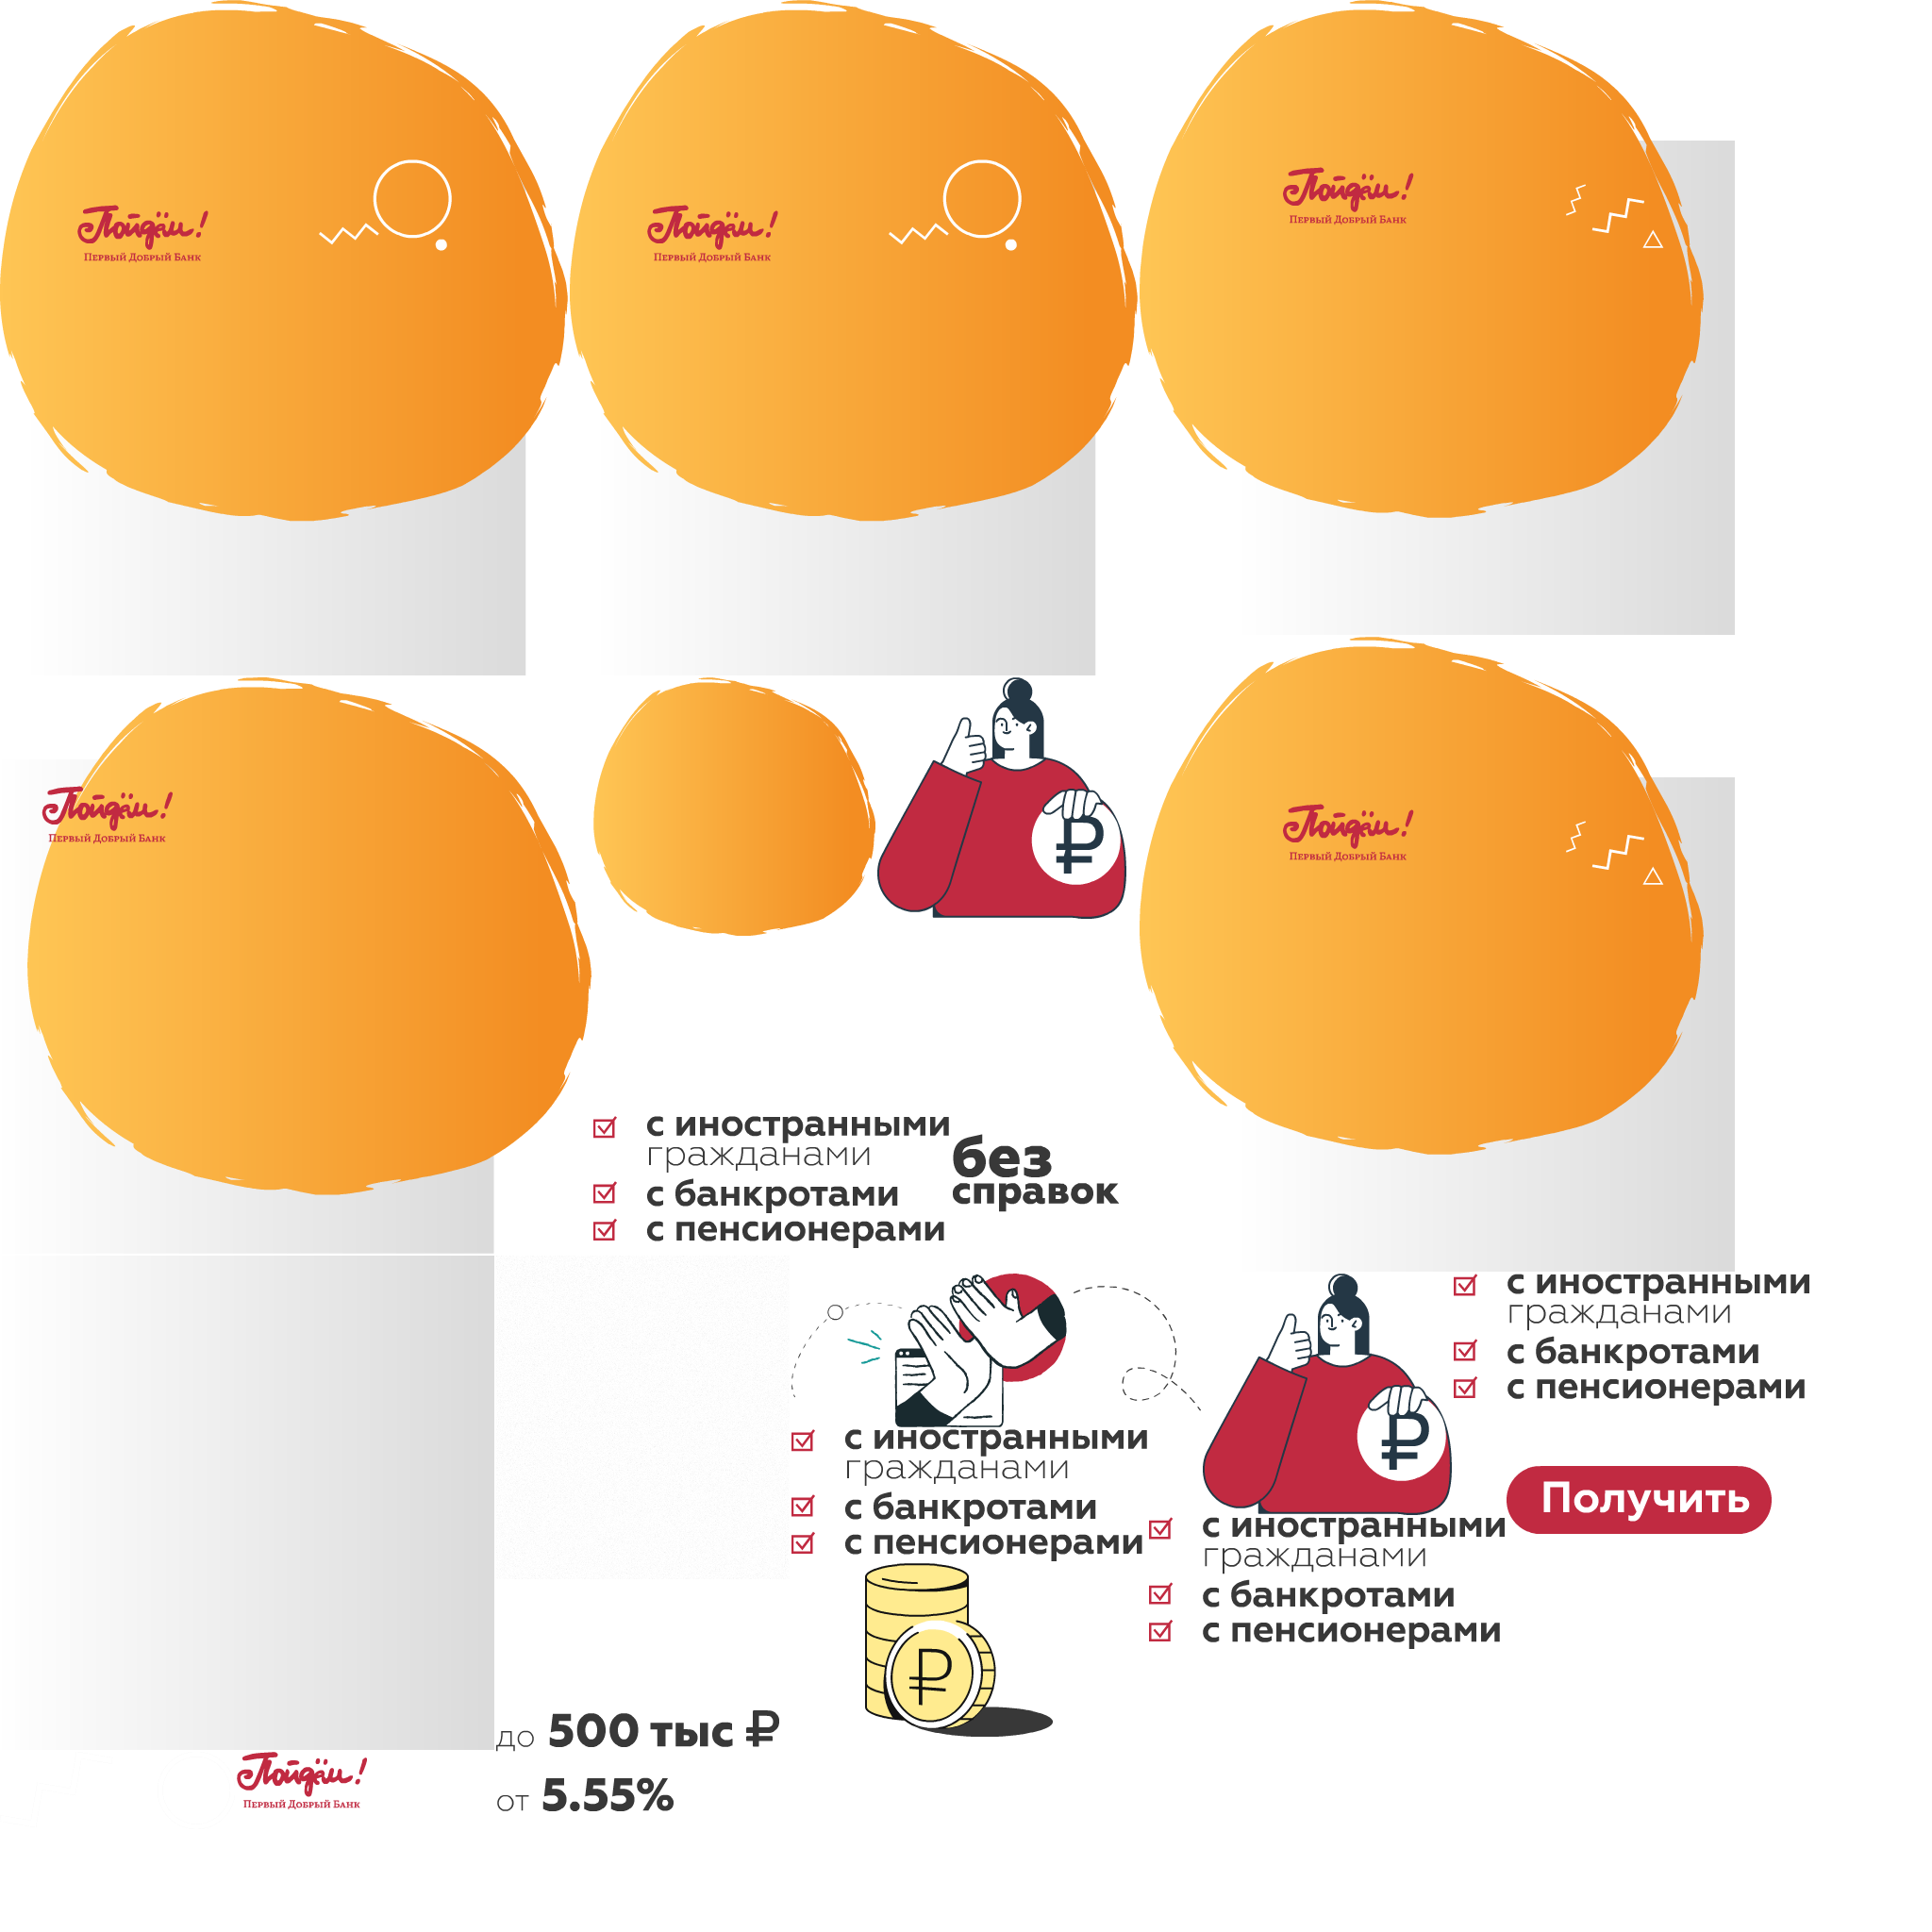 Пойдём!
Первый Добрый Банк
Пойдём!
Первый Добрый Банк
Пойдём!
Первый Добрый Банк
Пойдём!
Первый Добрый Банк
₽
Пойдём!
Первый Добрый Банк
с иностранными
гражданами
с банкротами
с пенсионерами
без
справок
с иностранными
гражданами
с банкротами
с пенсионерами
₽
с иностранными
гражданами
с банкротами
с пенсионерами
Получить
с иностранными
гражданами
с банкротами
с пенсионерами
₽
до 500 тыс ₽
от 5.55%
Пойдём!
Первый Добрый Банк